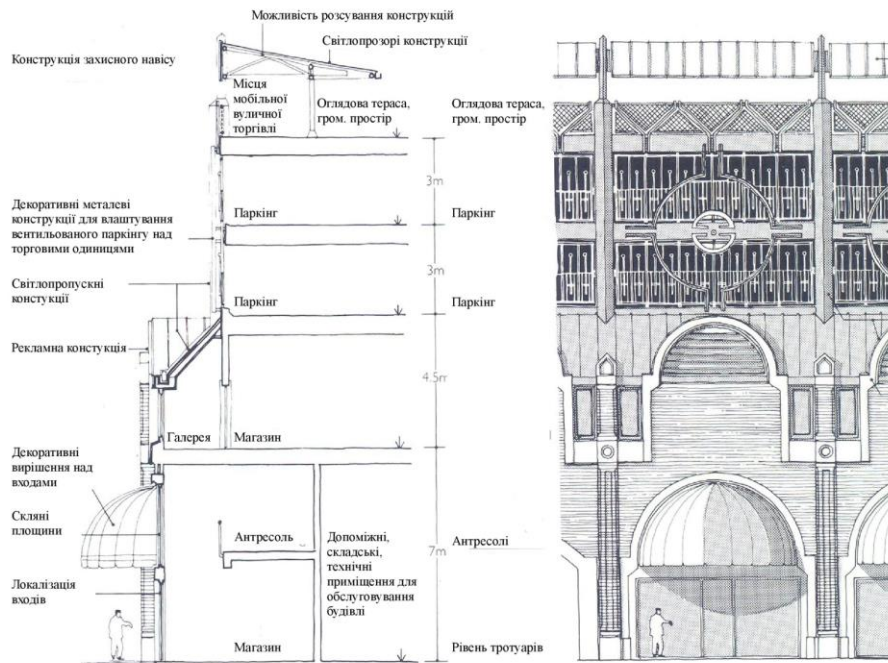 Можливість розсування конструкцій
Світлопрозорі конструкції
Конструкція захисного навісу
Місця
мобільної
вуличної
торгівлі
Оглядова тераса,
гром. простір
Оглядова тераса,
гром. простір
3m
Декоративні металеві
конструкції для влаштування
вентильованого паркінгу над
торговими одиницями
Паркінг
Паркінг
3m
Світлопропускні
констукції
Паркінг
Паркінг
Рекламна констукція
4.5m
Галерея
Магазин
Декоративні
вирішення над
входами
Скляні
площини
Антресоль
Допоміжні,
складські,
технічні
приміщення для
обслуговування
будівлі
7m
Антресолі
Локалізація
входів
Магазин
Рівень тротуарів